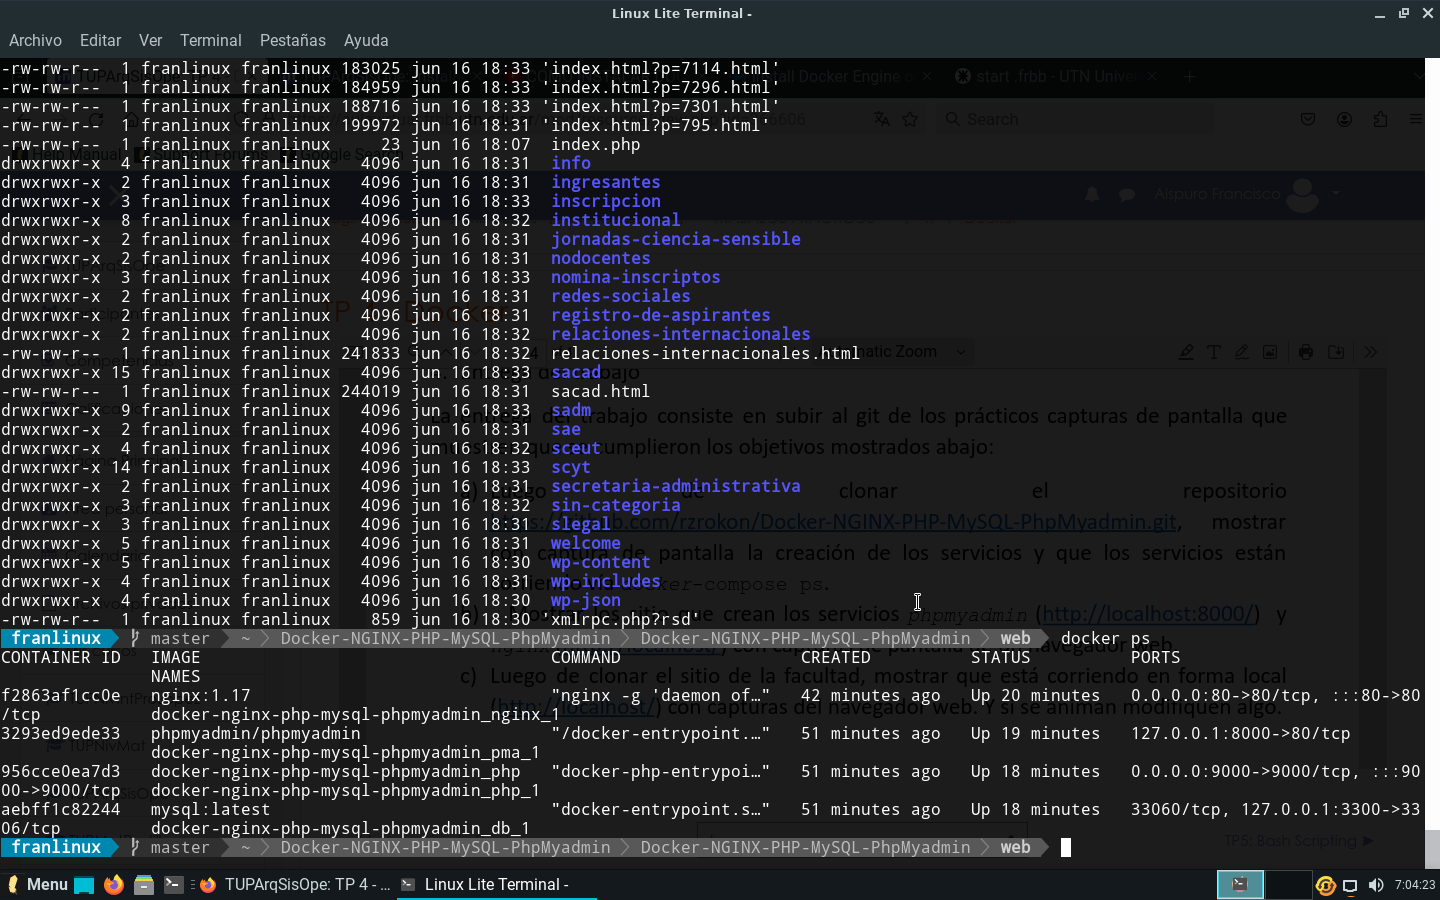 Linux Lite Terminal -
Archivo Editar Ver Terminal Pestañas Ayuda
-rw-rw-r-- 1 franlinux franlinux 183025 jun 16 18:33 'index.html?p=7114.html'
-rw-rw-r-- 1 franlinux franlinux 184959 jun 16 18:33 'index.html?p=7296.html'
-rw-rw-r-- 1 franlinux franlinux 188716 jun 16 18:33 'index.html?p=7301.html'
-rw-rw-r-- 1 franlinux franlinux 199972 jun 16 18:31 'index.html?p=795.html'
-rw-rw-r-- 1 franlinux franlinux 23 jun 16 18:07 index.php
drwxrwxr-x 4 franlinux franlinux 4096 jun 16 18:31 info
drwxrwxr-x 2 franlinux franlinux 4096 jun 16 18:31 ingresantes
drwxrwxr-x 3 franlinux franlinux 4096 jun 16 18:33 inscripcion
drwxrwxr-x 8 franlinux franlinux 4096 jun 16 18:32 institucional
drwxrwxr-x 2 franlinux franlinux 4096 jun 16 18:31 jornadas-ciencia-sensible
drwxrwxr-x 2 franlinux franlinux 4096 jun 16 18:31 nodocentes
drwxrwxr-x 3 franlinux franlinux 4096 jun 16 18:33 nomina-inscriptos
drwxrwxr-x 2 franlinux franlinux 4096 jun 16 18:31 redes-sociales
drwxrwxr-x 2 franlinux franlinux 4096 jun 16 18:31 registro-de-aspirantes
drwxrwxr-x 2 franlinux franlinux 4096 jun 16 18:32 relaciones-internacionales
-rw-rw-r-- 1 franlinux franlinux 241833 jun 16 18:32 relaciones-internacionales.html
drwxrwxr-x 15 franlinux franlinux 4096 jun 16 18:33 sacad
-rw-rw-r-- 1 franlinux franlinux 244019 jun 16 18:31 sacad.html
drwxrwxr-x 9 franlinux franlinux 4096 jun 16 18:33 sadm
drwxrwxr-x 2 franlinux franlinux 4096 jun 16 18:31 sae
drwxrwxr-x 4 franlinux franlinux 4096 jun 16 18:32 sceut
drwxrwxr-x 14 franlinux franlinux 4096 jun 16 18:33 scyt
drwxrwxr-x 2 franlinux franlinux 4096 jun 16 18:31 secretaria-administrativa
drwxrwxr-x 3 franlinux franlinux 4096 jun 16 18:32 sin-categoria
drwxrwxr-x 3 franlinux franlinux 4096 jun 16 18:31 slegal
drwxrwxr-x 5 franlinux franlinux 4096 jun 16 18:31 welcome
drwxrwxr-x 5 franlinux franlinux 4096 jun 16 18:30 wp-content
drwxrwxr-x 4 franlinux franlinux 4096 jun 16 18:31 wp-includes
drwxrwxr-x 4 franlinux franlinux 4096 jun 16 18:30 wp-json
-rw-rw-r-- 1 franlinux franlinux 859 jun 16 18:30 'xmlrpc.php?rsd'
franlinux master ~ Docker-NGINX-PHP-MySQL-PhpMyadmin Docker-NGINX-PHP-MySQL-PhpMyadmin web docker ps
CONTAINER ID IMAGE COMMAND CREATED STATUS PORTS
NAMES
f2863af1cc0e nginx:1.17 "nginx -g 'daemon of…" 42 minutes ago Up 20 minutes 0.0.0.0:80->80/tcp, :::80->80
/tcp docker-nginx-php-mysql-phpmyadmin_nginx_1
3293ed9ede33 phpmyadmin/phpmyadmin "/docker-entrypoint.…" 51 minutes ago Up 19 minutes 127.0.0.1:8000->80/tcp
docker-nginx-php-mysql-phpmyadmin_pma_1
956cce0ea7d3 docker-nginx-php-mysql-phpmyadmin_php "docker-php-entrypoi…" 51 minutes ago Up 18 minutes 0.0.0.0:9000->9000/tcp, :::90
00->9000/tcp docker-nginx-php-mysql-phpmyadmin_php_1
aebff1c82244 mysql:latest "docker-entrypoint.s…" 51 minutes ago Up 18 minutes 33060/tcp, 127.0.0.1:3300->33
06/tcp docker-nginx-php-mysql-phpmyadmin_db_1
franlinux master ~ Docker-NGINX-PHP-MySQL-PhpMyadmin Docker-NGINX-PHP-MySQL-PhpMyadmin web
Menu TUPArqSisOpe: TP 4 - ... Linux Lite Terminal - 7:04:23